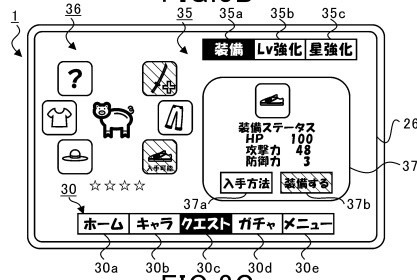 1
36
35
35a
35b
35c
装備
Lv強化
星強化
?
26
装備ステータス
HP 100
攻撃力 48
防御力 3
37
入手可能
入手方法
装備する
☆☆☆☆
37a
37b
30
ホーム
キャラ
クエスト
ガチャ
メニュー
30a
30b
30c
30d
30e